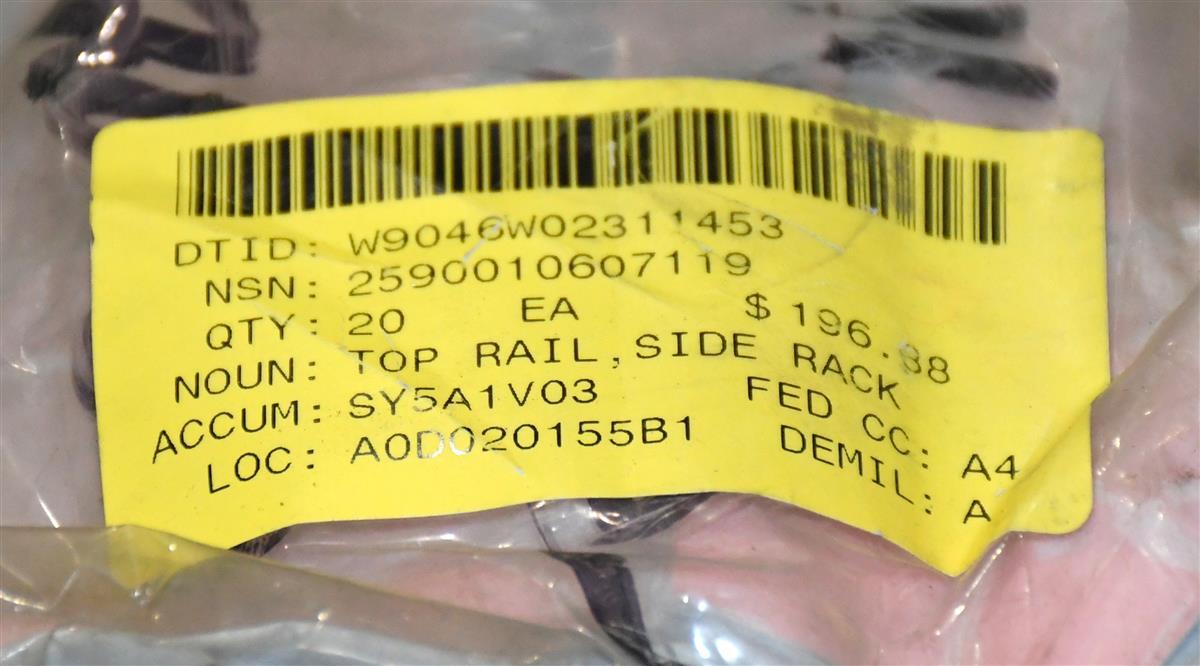 DTID: W9046W02311453
NSN: 2590010607119
QTY: 20 EA $ 196.88
NOUN: TOP RAIL,SIDE RACK
ACCUM: SY5A1V03 FED CC: A4
LOC: A0D020155B1 DEMIL: A